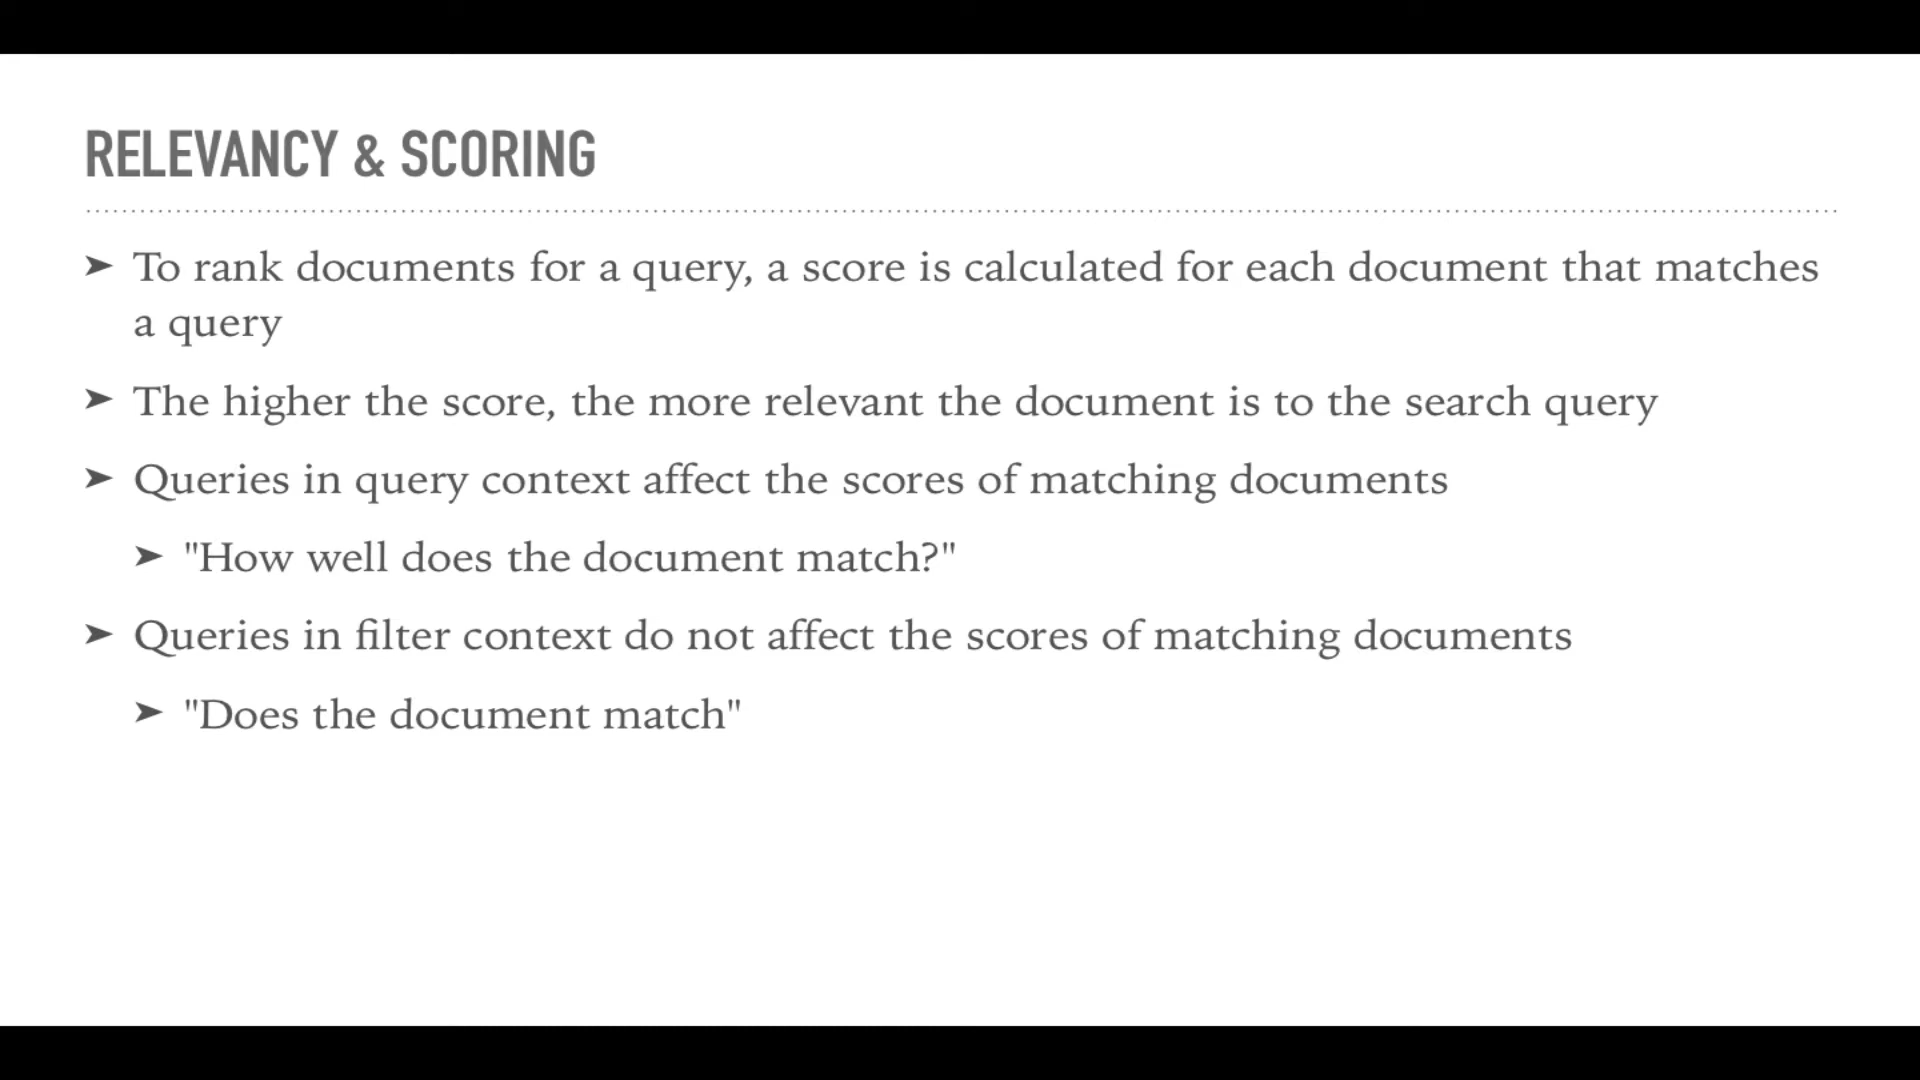 RELEVANCY & SCORING
➤ To rank documents for a query, a score is calculated for each document that matches
a query
➤ The higher the score, the more relevant the document is to the search query
➤ Queries in query context affect the scores of matching documents
➤ "How well does the document match?"
➤ Queries in filter context do not affect the scores of matching documents
➤ "Does the document match"